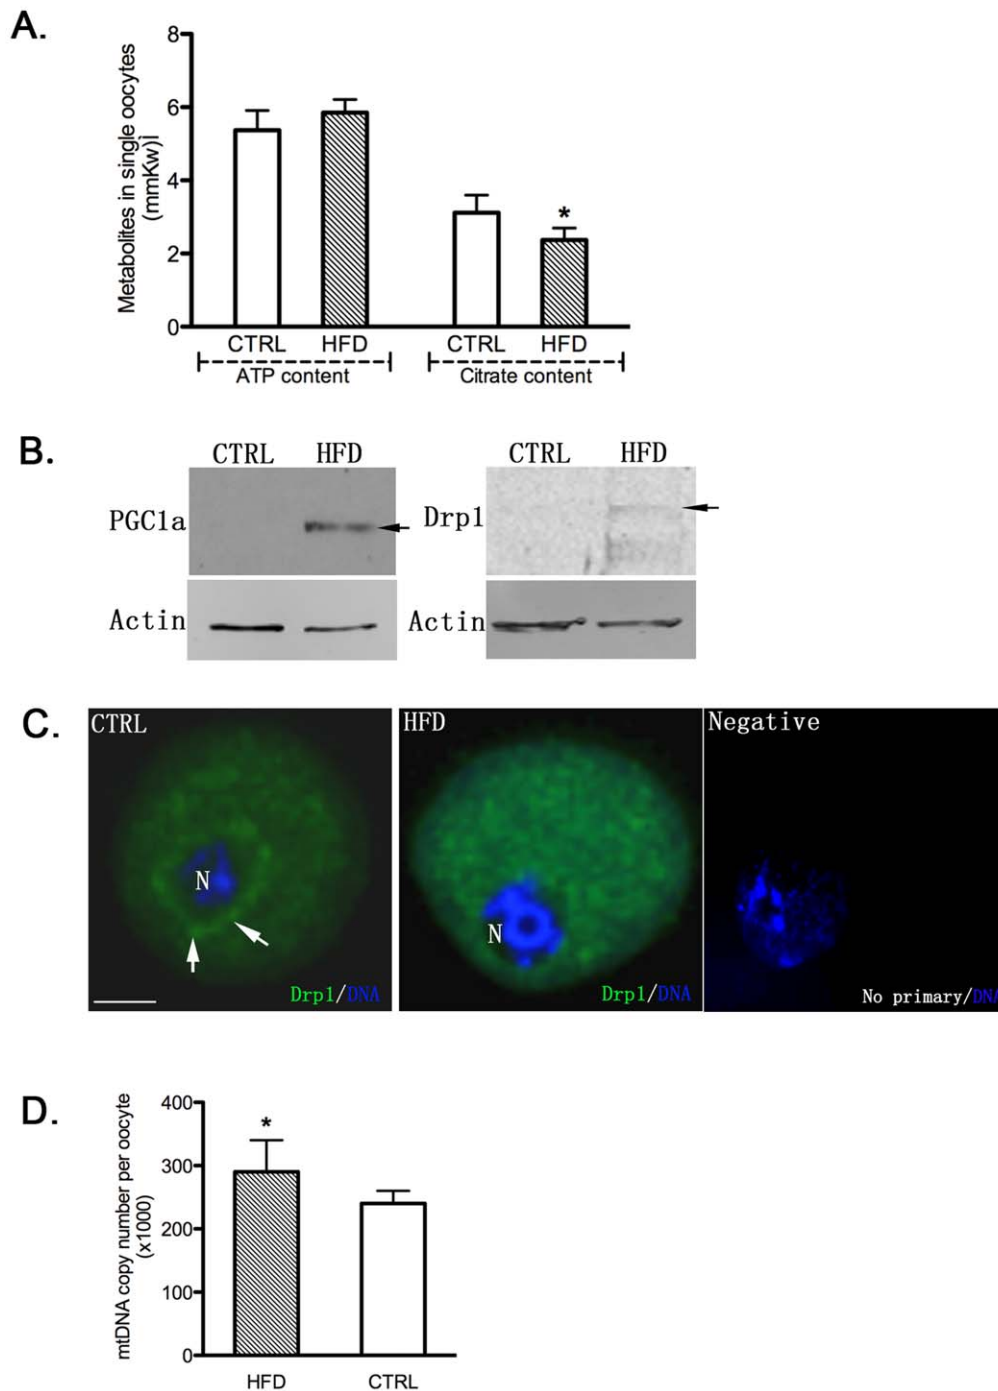 A.
Metabolites in single oocytes
(mmKw)
8
6
4
2
0
*
CTRL HFD CTRL HFD
ATP content Citrate content
B.
CTRL HFD CTRL HFD
PGC1a Drp1
Actin Actin
C.
CTRL HFD Negative
N N
Drp1/DNA Drp1/DNA No primary/DNA
D.
mtDNA copy number per oocyte
(x1000)
400
300
200
100
0
*
HFD CTRL